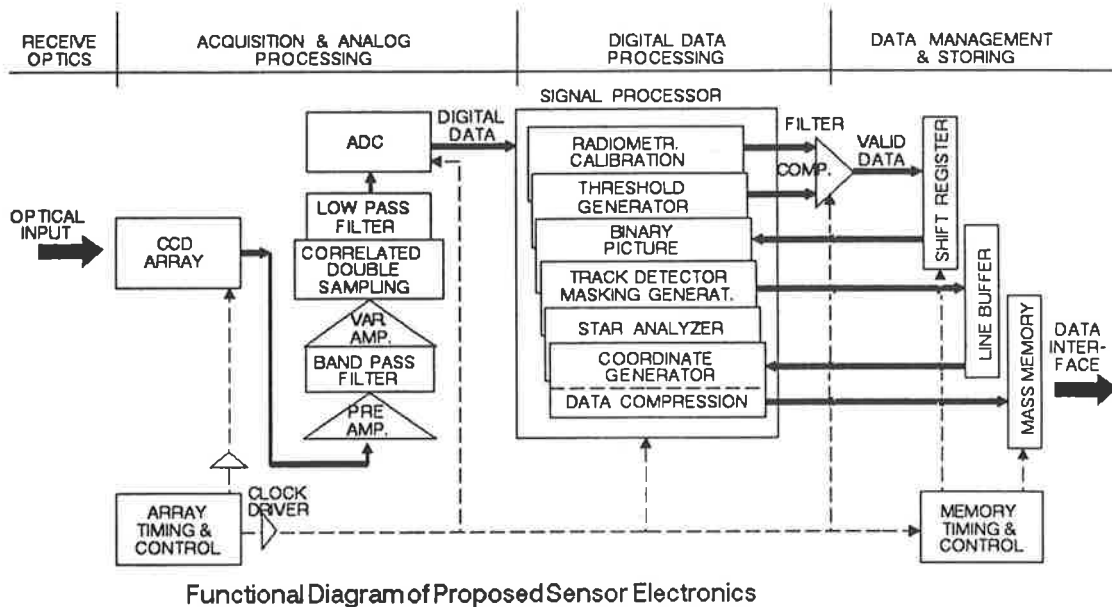 RECEIVE
OPTICS
ACQUISITION & ANALOG
PROCESSING
DIGITAL DATA
PROCESSING
DATA MANAGEMENT
& STORING
SIGNAL PROCESSOR
DIGITAL
DATA
ADC
RADIOMETR.
CALIBRATION
FILTER
COMP.
VALID
DATA
SHIFT REGISTER
THRESHOLD
GENERATOR
LOW PASS
FILTER
OPTICAL
INPUT
CCD
ARRAY
BINARY
PICTURE
CORRELATED
DOUBLE
SAMPLING
TRACK DETECTOR
MASKING GENERAT.
LINE BUFFER
VAR.
AMP.
STAR ANALYZER
MASS MEMORY
DATA
INTER-
FACE
BAND PASS
FILTER
COORDINATE
GENERATOR
DATA COMPRESSION
PRE
AMP.
CLOCK
DRIVER
ARRAY
TIMING &
CONTROL
MEMORY
TIMING &
CONTROL
Functional Diagram of Proposed Sensor Electronics